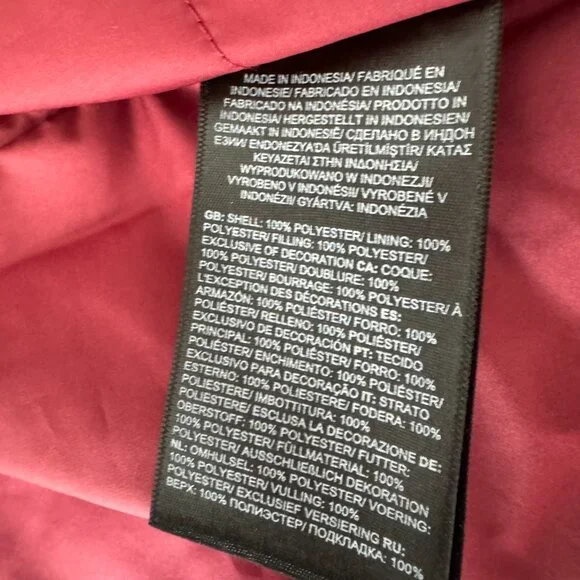 MADE IN INDONESIA/ FABRIQUÉ EN
INDONESIE/ FABRICADO EN INDONESIA/
FABRICADO NA INDONÉSIA/ PRODOTTO IN
INDONESIA/ HERGESTELLT IN INDONESIEN/
GEMAAKT IN INDONESIË/ СДЕЛАНО В ИНДОН
ЕЗИИ/ ENDONEZYA'DA ÜRETİLMİŞTİR/ ΚΑΤΑΣ
ΚΕΥΑΖΕΤΑΙ ΣΤΗΝ ΙΝΔΟΝΗΣΙΑ/
WYPRODUKOWANO W INDONEZJI/
VYROBENO V INDONÉSII/ VYROBENÉ V
INDONÉZII/ GYÁRTVA: INDONÉZIA
GB: SHELL: 100% POLYESTER/ LINING: 100%
POLYESTER/ FILLING: 100% POLYESTER/
EXCLUSIVE OF DECORATION CA: COQUE:
100% POLYESTER/ DOUBLURE: 100%
POLYESTER/ BOURRAGE: 100% POLYESTER/ À
L'EXCEPTION DES DÉCORATIONS ES:
ARMAZÓN: 100% POLIÉSTER/ FORRO: 100%
POLIÉSTER/ RELLENO: 100% POLIÉSTER/
EXCLUSIVO DE DECORACIÓN PT: TECIDO
PRINCIPAL: 100% POLIÉSTER/ FORRO: 100%
POLIÉSTER/ ENCHIMENTO: 100% POLIÉSTER/
EXCLUSIVO PARA DECORAÇÃO IT: STRATO
ESTERNO: 100% POLIESTERE/ FODERA: 100%
POLIESTERE/ IMBOTTITURA: 100%
POLIESTERE/ ESCLUSA LA DECORAZIONE DE:
OBERSTOFF: 100% POLYESTER/ FUTTER:
100% POLYESTER/ FÜLLMATERIAL: 100%
POLYESTER/ AUSSCHLIEßLICH DEKORATION
NL: OMHULSEL: 100% POLYESTER/ VOERING:
100% POLYESTER/ VULLING: 100%
POLYESTER/ EXCLUSIEF VERSIERING RU:
ВЕРХ: 100% ПОЛИЭСТЕР/ ПОДКЛАДКА: 100%